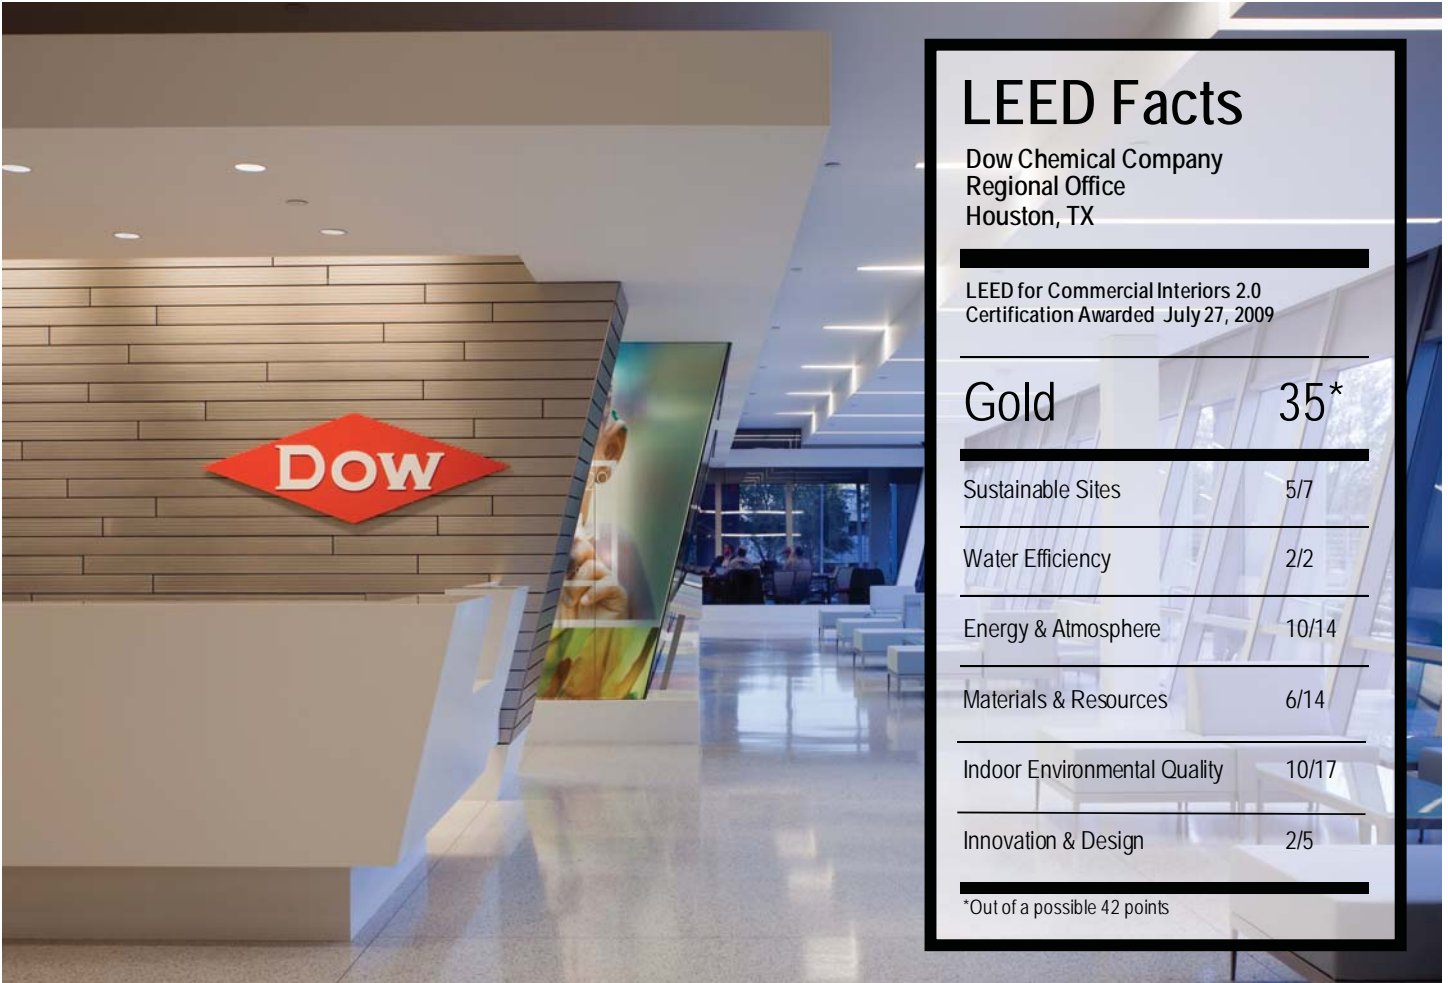 DOW
LEED Facts
Dow Chemical Company
Regional Office
Houston, TX
LEED for Commercial Interiors 2.0
Certification Awarded July 27, 2009
Gold 35*
Sustainable Sites 5/7
Water Efficiency 2/2
Energy & Atmosphere 10/14
Materials & Resources 6/14
Indoor Environmental Quality 10/17
Innovation & Design 2/5
*Out of a possible 42 points